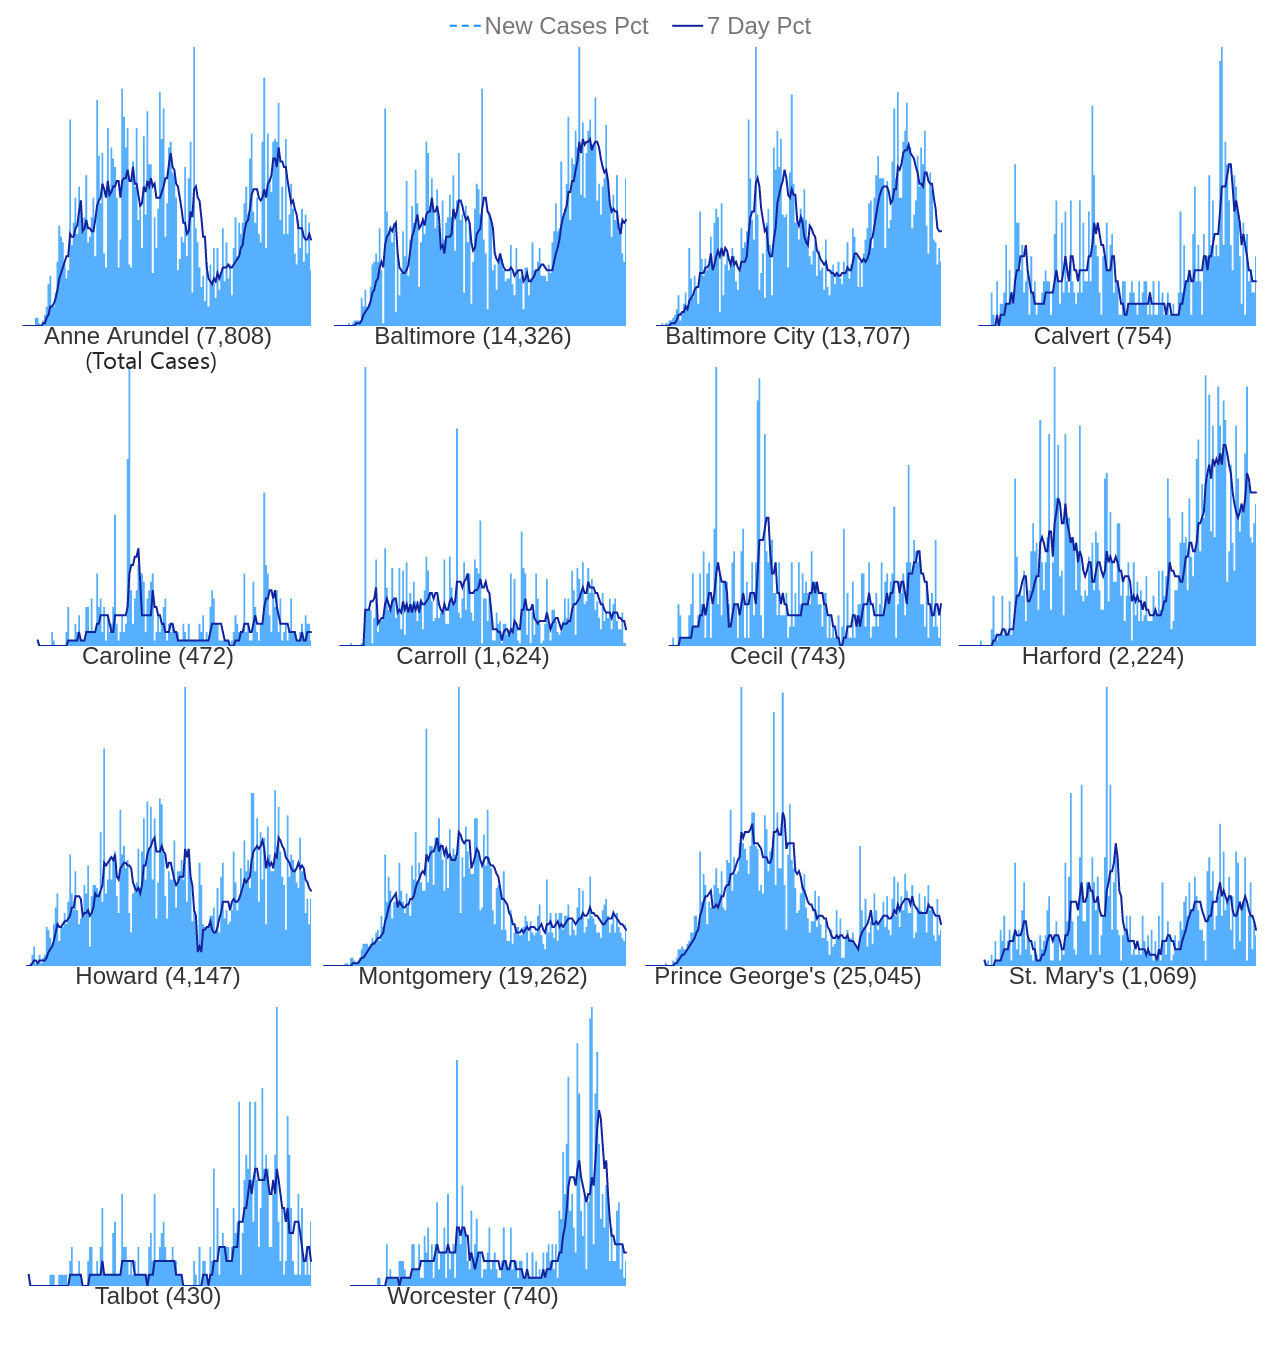 New Cases Pct 7 Day Pct
Anne Arundel (7,808) Baltimore (14,326) Baltimore City (13,707) Calvert (754)
(Total Cases)
Caroline (472) Carroll (1,624) Cecil (743) Harford (2,224)
Howard (4,147) Montgomery (19,262) Prince George's (25,045) St. Mary's (1,069)
Talbot (430) Worcester (740)